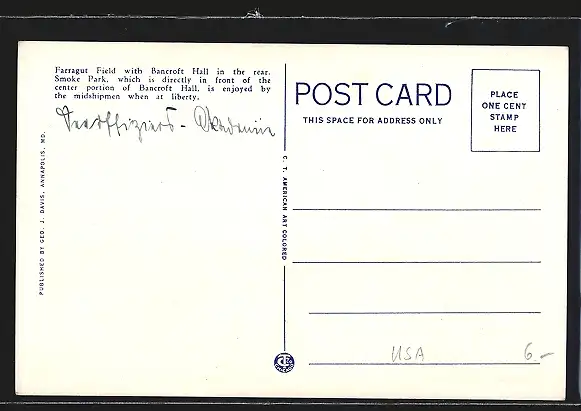 Farragut Field with Bancroft Hall in the rear.
Smoke Park, which is directly in front of the
center portion of Bancroft Hall, is enjoyed by
the midshipmen when at liberty.
Seeoffiziers - Akademie
PUBLISHED BY GEO. J. DAVIS, ANNAPOLIS, MD.
C. T. AMERICAN ART COLORED
POST CARD
THIS SPACE FOR ADDRESS ONLY
PLACE
ONE CENT
STAMP
HERE
USA 6.-